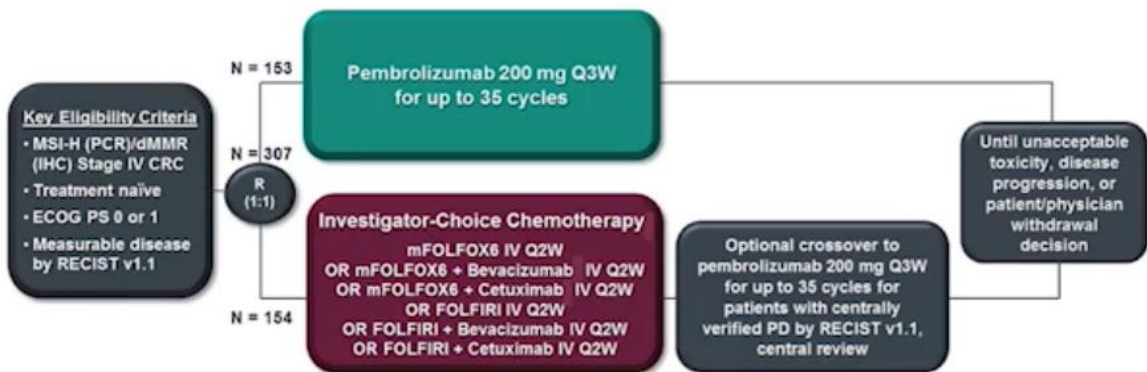 Key Eligibility Criteria
• MSI-H (PCR)/dMMR
(IHC) Stage IV CRC
• Treatment naïve
• ECOG PS 0 or 1
• Measurable disease
by RECIST v1.1
N = 153
N = 307
R
(1:1)
N = 154
Pembrolizumab 200 mg Q3W
for up to 35 cycles
Investigator-Choice Chemotherapy
mFOLFOX6 IV Q2W
OR mFOLFOX6 + Bevacizumab IV Q2W
OR mFOLFOX6 + Cetuximab IV Q2W
OR FOLFIRI IV Q2W
OR FOLFIRI + Bevacizumab IV Q2W
OR FOLFIRI + Cetuximab IV Q2W
Optional crossover to
pembrolizumab 200 mg Q3W
for up to 35 cycles for
patients with centrally
verified PD by RECIST v1.1,
central review
Until unacceptable
toxicity, disease
progression, or
patient/physician
withdrawal
decision